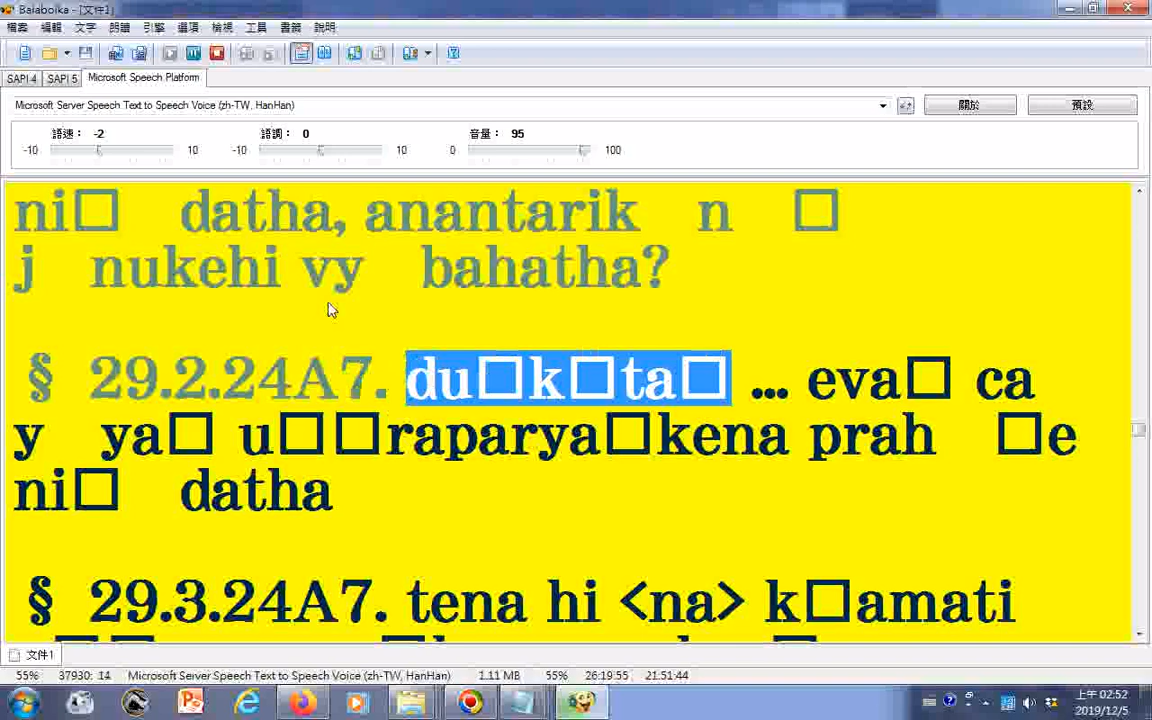 Balabolka - [文件1]
檔案 編輯 文字 朗讀 引擎 選項 檢視 工具 書籤 說明
SAPI 4 SAPI 5 Microsoft Speech Platform
Microsoft Server Speech Text to Speech Voice (zh-TW, HanHan) 關於 預設
語速： -2 語調： 0 音量： 95
-10 10 -10 10 0 100
ni□ datha, anantarik n □
j nukehi vy bahatha?
§ 29.2.24A7. du□k□ta□ ... eva□ ca
y ya□ u□□raparya□kena prah □e
ni□ datha
§ 29.3.24A7. tena hi <na> k□amati
文件1
55% 37930: 14 Microsoft Server Speech Text to Speech Voice (zh-TW, HanHan) 1.11 MB 55% 26:19:55 21:51:44
上午 02:52
2019/12/5